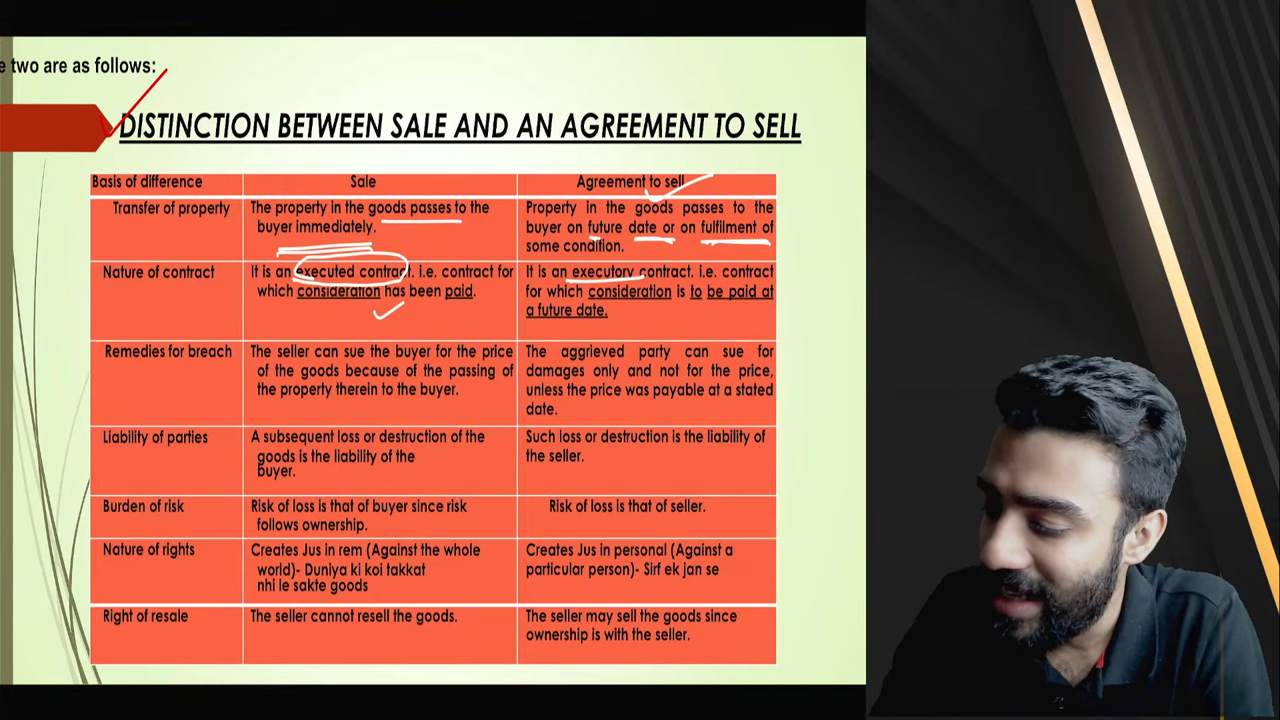 e two are as follows:
DISTINCTION BETWEEN SALE AND AN AGREEMENT TO SELL
Basis of difference
Sale
Agreement to sell
Transfer of property
The property in the goods passes to the
buyer immediately.
Property in the goods passes to the
buyer on future date or on fulfilment of
some condition.
Nature of contract
It is an executed contract. i.e. contract for
which consideration has been paid.
It is an executory contract. i.e. contract
for which consideration is to be paid at
a future date.
Remedies for breach
The seller can sue the buyer for the price
of the goods because of the passing of
the property therein to the buyer.
The aggrieved party can sue for
damages only and not for the price,
unless the price was payable at a stated
date.
Liability of parties
A subsequent loss or destruction of the
goods is the liability of the
buyer.
Such loss or destruction is the liability of
the seller.
Burden of risk
Risk of loss is that of buyer since risk
follows ownership.
Risk of loss is that of seller.
Nature of rights
Creates Jus in rem (Against the whole
world)- Duniya ki koi takkat
nhi le sakte goods
Creates Jus in personal (Against a
particular person)- Sirf ek jan se
Right of resale
The seller cannot resell the goods.
The seller may sell the goods since
ownership is with the seller.